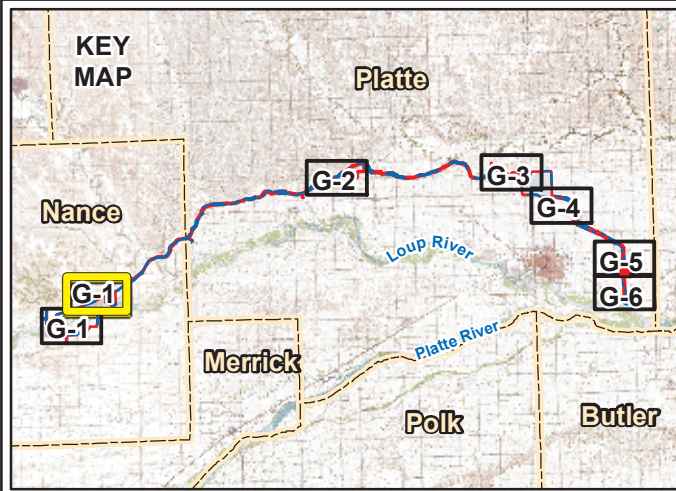 KEY
MAP
Platte
G-2
G-3
G-4
Nance
Loup River
G-5
G-1
G-6
G-1
Merrick
Platte River
Polk
Butler